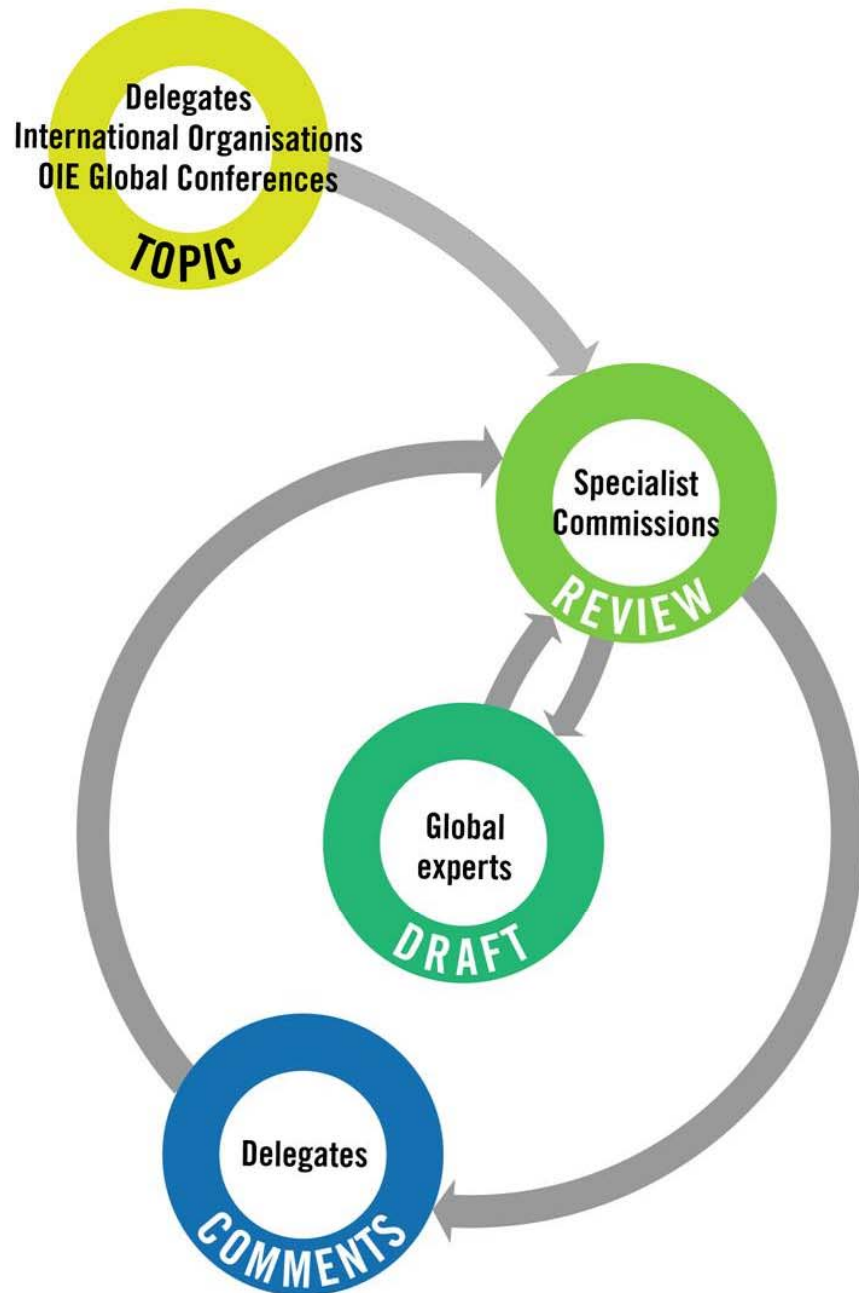 Delegates
International Organisations
OIE Global Conferences
TOPIC
Specialist
Commissions
REVIEW
Global
experts
DRAFT
Delegates
COMMENTS